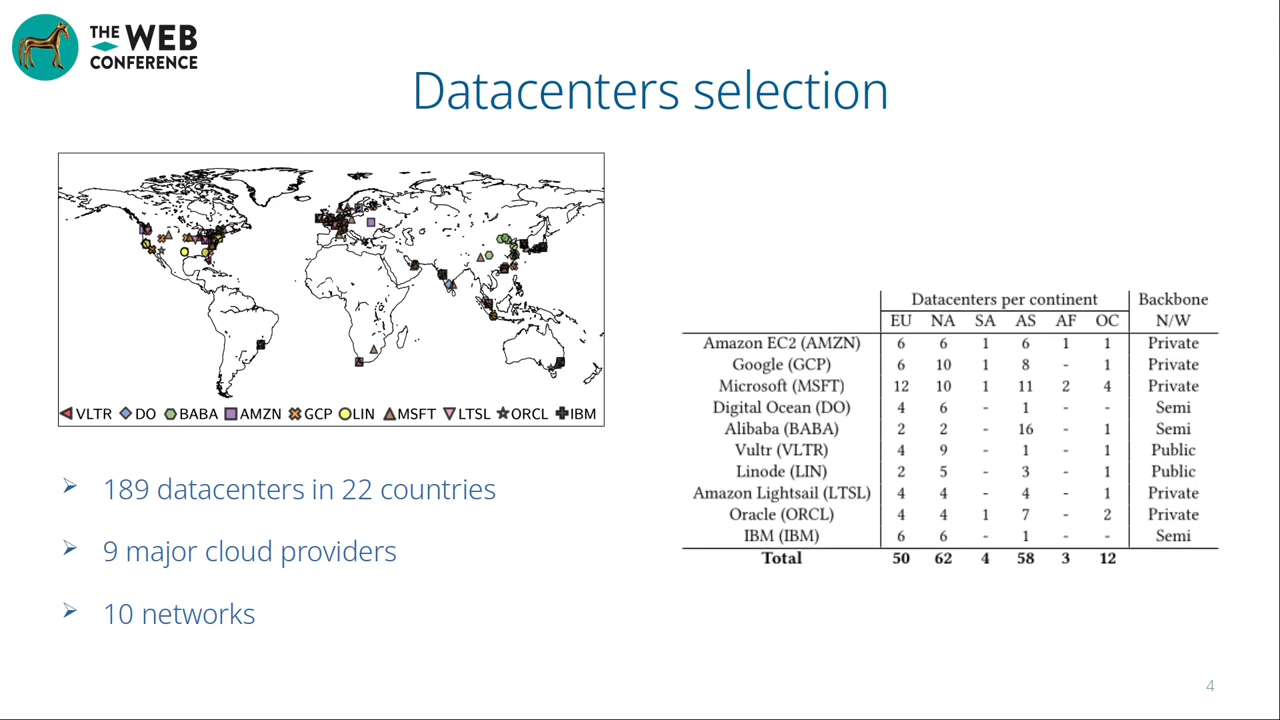 THE WEB
CONFERENCE
Datacenters selection
VLTR DO BABA AMZN GCP LIN MSFT LTSL ORCL IBM
189 datacenters in 22 countries
9 major cloud providers
10 networks
Datacenters per continent Backbone
EU NA SA AS AF OC N/W
Amazon EC2 (AMZN) 6 6 1 6 1 1 Private
Google (GCP) 6 10 1 8 - 1 Private
Microsoft (MSFT) 12 10 1 11 2 4 Private
Digital Ocean (DO) 4 6 - 1 - - Semi
Alibaba (BABA) 2 2 - 16 - 1 Semi
Vultr (VLTR) 4 9 - 1 - 1 Public
Linode (LIN) 2 5 - 3 - 1 Public
Amazon Lightsail (LTSL) 4 4 - 4 - 1 Private
Oracle (ORCL) 4 4 1 7 - 2 Private
IBM (IBM) 6 6 - 1 - - Semi
Total 50 62 4 58 3 12
4